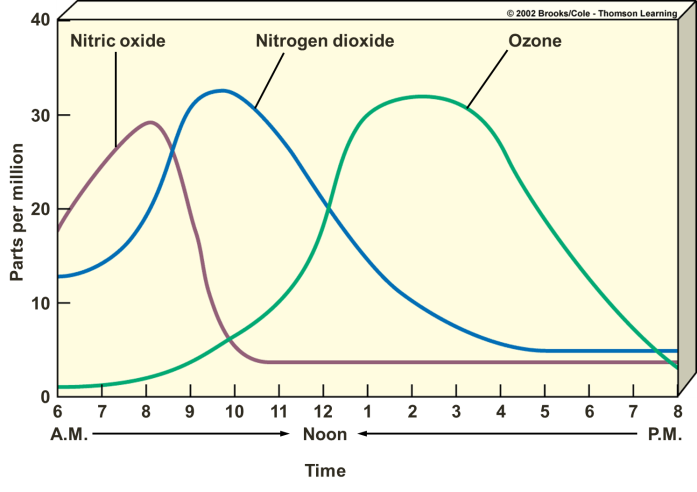 © 2002 Brooks/Cole - Thomson Learning
40
Nitric oxide
Nitrogen dioxide
Ozone
30
Parts per million
20
10
0
6 7 8 9 10 11 12 1 2 3 4 5 6 7 8
A.M. Noon P.M.
Time